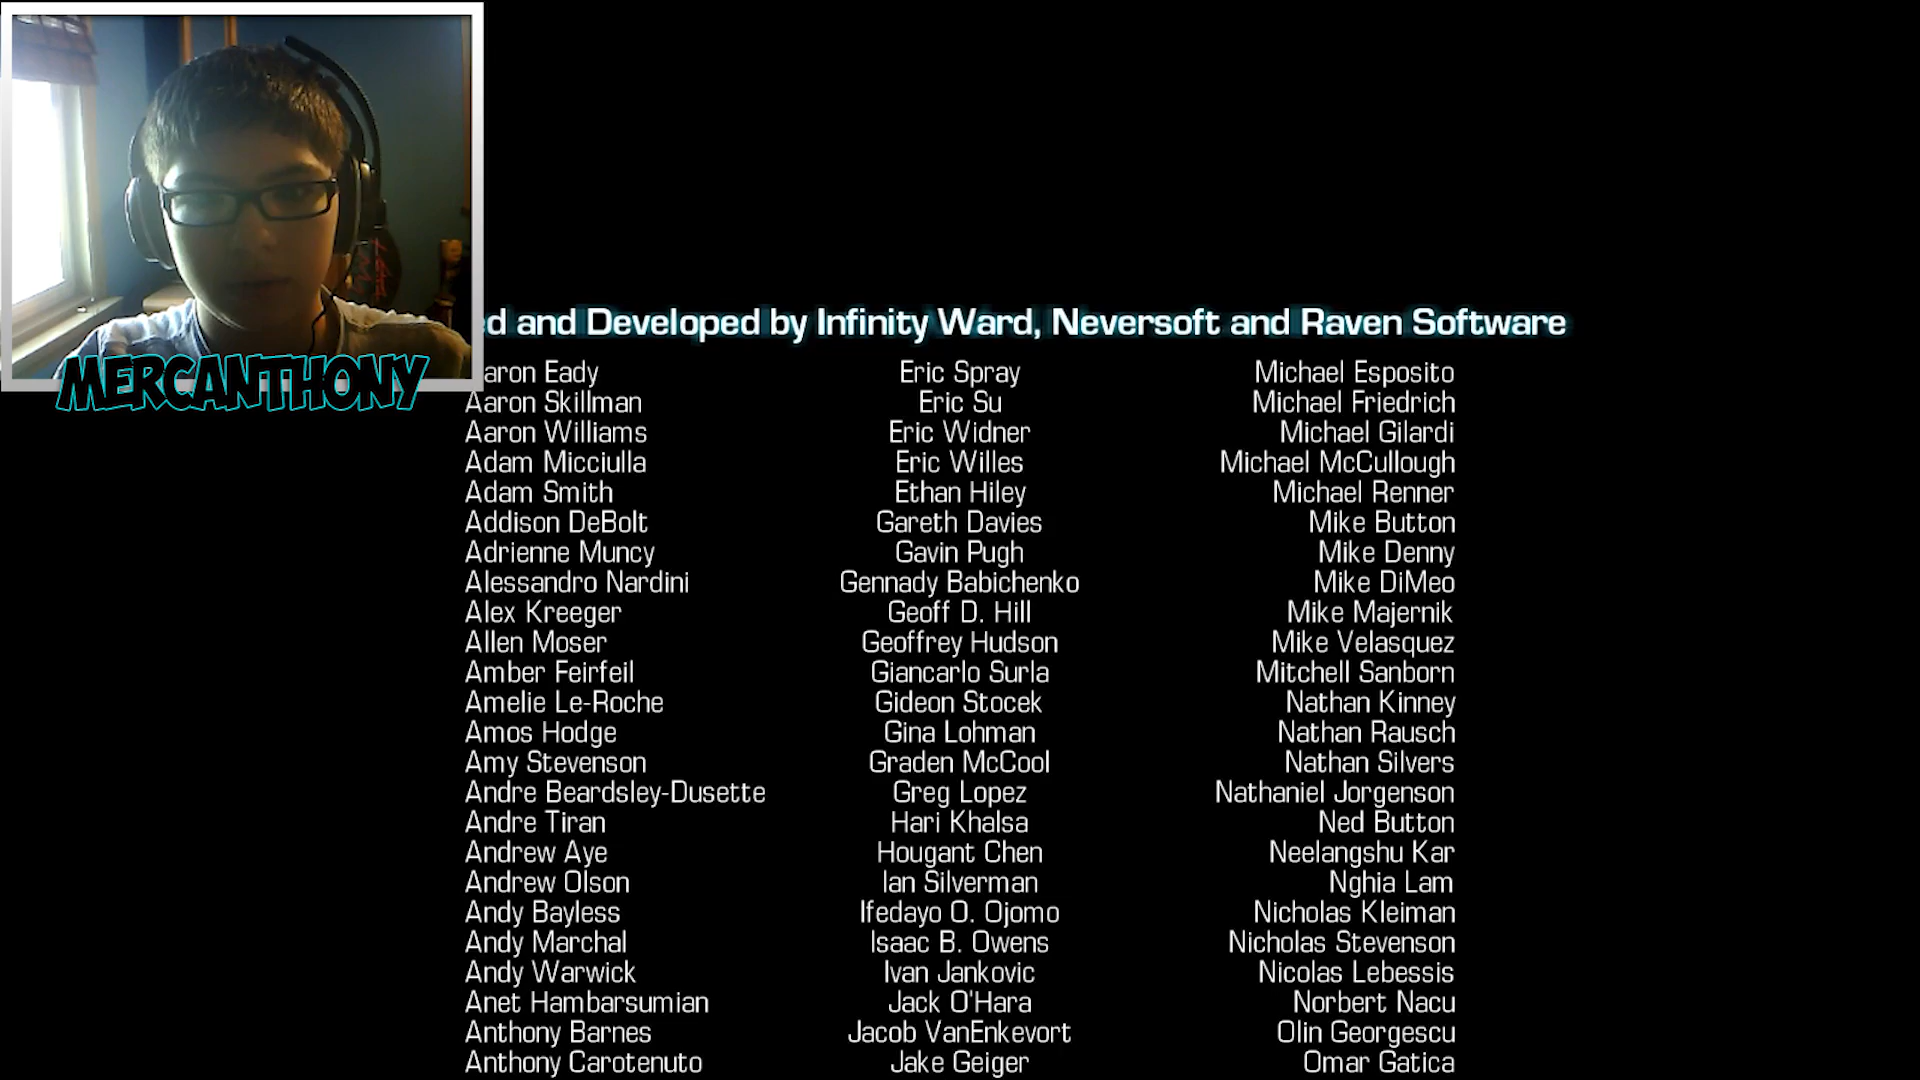 MERCANTHONY
ed and Developed by Infinity Ward, Neversoft and Raven Software
aron Eady Eric Spray Michael Esposito
Aaron Skillman Eric Su Michael Friedrich
Aaron Williams Eric Widner Michael Gilardi
Adam Micciulla Eric Willes Michael McCullough
Adam Smith Ethan Hiley Michael Renner
Addison DeBolt Gareth Davies Mike Button
Adrienne Muncy Gavin Pugh Mike Denny
Alessandro Nardini Gennady Babichenko Mike DiMeo
Alex Kreeger Geoff D. Hill Mike Majernik
Allen Moser Geoffrey Hudson Mike Velasquez
Amber Feirfeil Giancarlo Surla Mitchell Sanborn
Amelie Le-Roche Gideon Stocek Nathan Kinney
Amos Hodge Gina Lohman Nathan Rausch
Amy Stevenson Graden McCool Nathan Silvers
Andre Beardsley-Dusette Greg Lopez Nathaniel Jorgenson
Andre Tiran Hari Khalsa Ned Button
Andrew Aye Hougant Chen Neelangshu Kar
Andrew Olson Ian Silverman Nghia Lam
Andy Bayless Ifedayo O. Ojomo Nicholas Kleiman
Andy Marchal Isaac B. Owens Nicholas Stevenson
Andy Warwick Ivan Jankovic Nicolas Lebessis
Anet Hambarsumian Jack O'Hara Norbert Nacu
Anthony Barnes Jacob VanEnkevort Olin Georgescu
Anthony Carotenuto Jake Geiger Omar Gatica